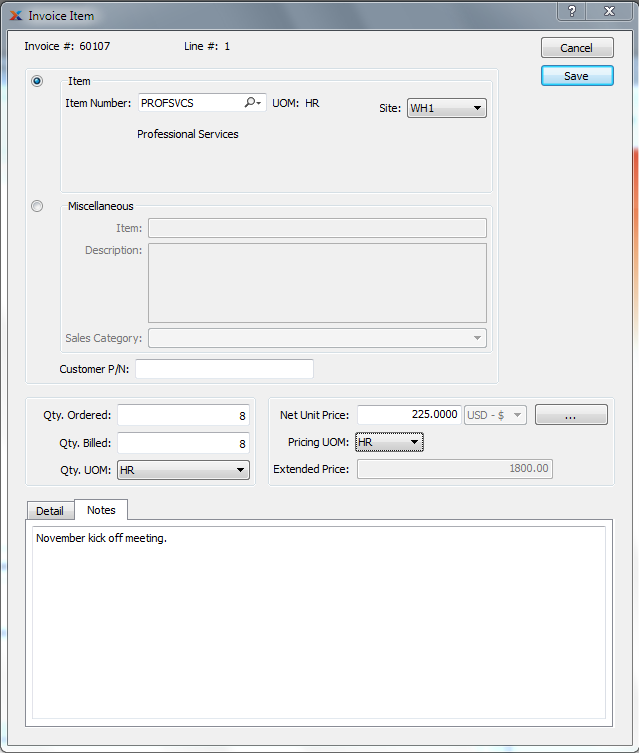 Invoice Item
?
Invoice #: 60107 Line #: 1
Cancel
Save
Item
Item Number: PROFSVCS UOM: HR Site: WH1
Professional Services
Miscellaneous
Item:
Description:
Sales Category:
Customer P/N:
Qty. Ordered: 8
Qty. Billed: 8
Qty. UOM: HR
Net Unit Price: 225.0000 USD - $ ...
Pricing UOM: HR
Extended Price: 1800.00
Detail Notes
November kick off meeting.